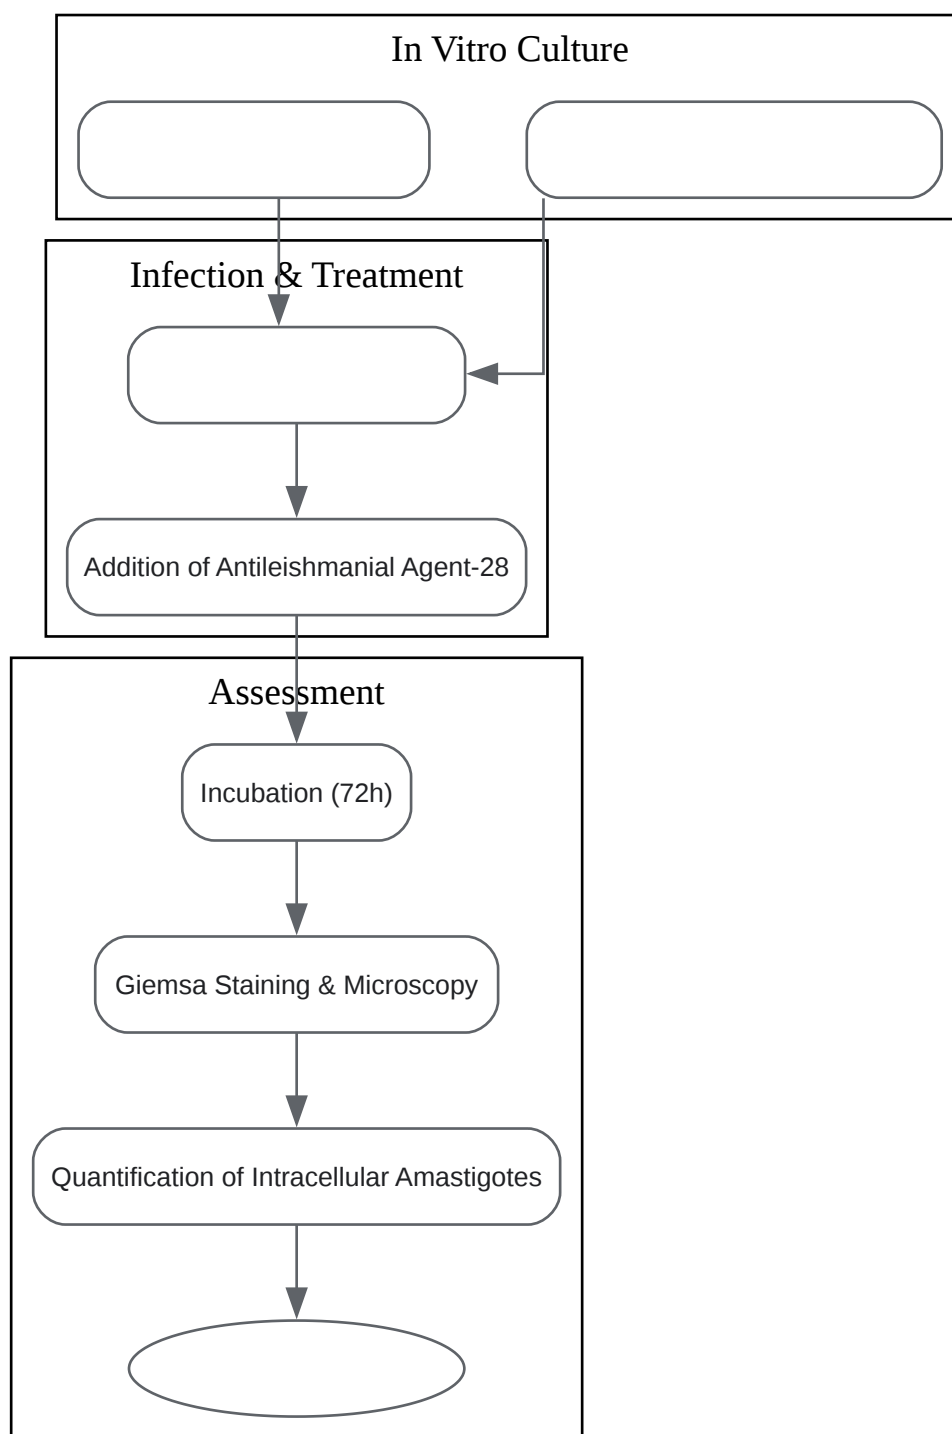 In Vitro Culture
Infection & Treatment
Addition of Antileishmanial Agent-28
Assessment
Incubation (72h)
Giemsa Staining & Microscopy
Quantification of Intracellular Amastigotes